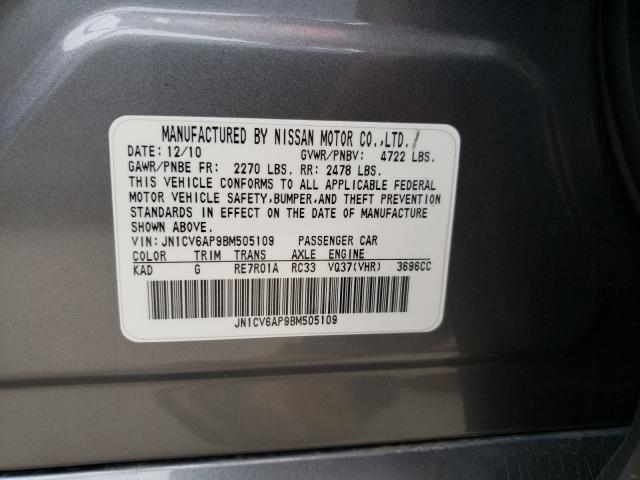 MANUFACTURED BY NISSAN MOTOR CO.,LTD.
DATE: 12/10 GVWR/PNBV: 4722 LBS.
GAWR/PNBE FR: 2270 LBS. RR: 2478 LBS.
THIS VEHICLE CONFORMS TO ALL APPLICABLE FEDERAL
MOTOR VEHICLE SAFETY,BUMPER,AND THEFT PREVENTION
STANDARDS IN EFFECT ON THE DATE OF MANUFACTURE
SHOWN ABOVE.
VIN: JN1CV6AP9BM505109 PASSENGER CAR
COLOR TRIM TRANS AXLE ENGINE
KAD G RE7R01A RC33 VQ37(VHR) 3696CC
JN1CV6AP9BM505109